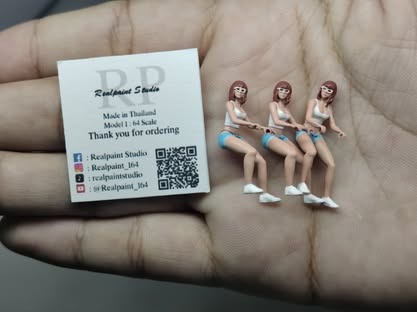 RP
Realpaint Studio
Made in Thailand
Model 1 : 64 Scale
Thank you for ordering
: Realpaint Studio
: Realpaint_164
: realpaintstudio
: @Realpaint_164